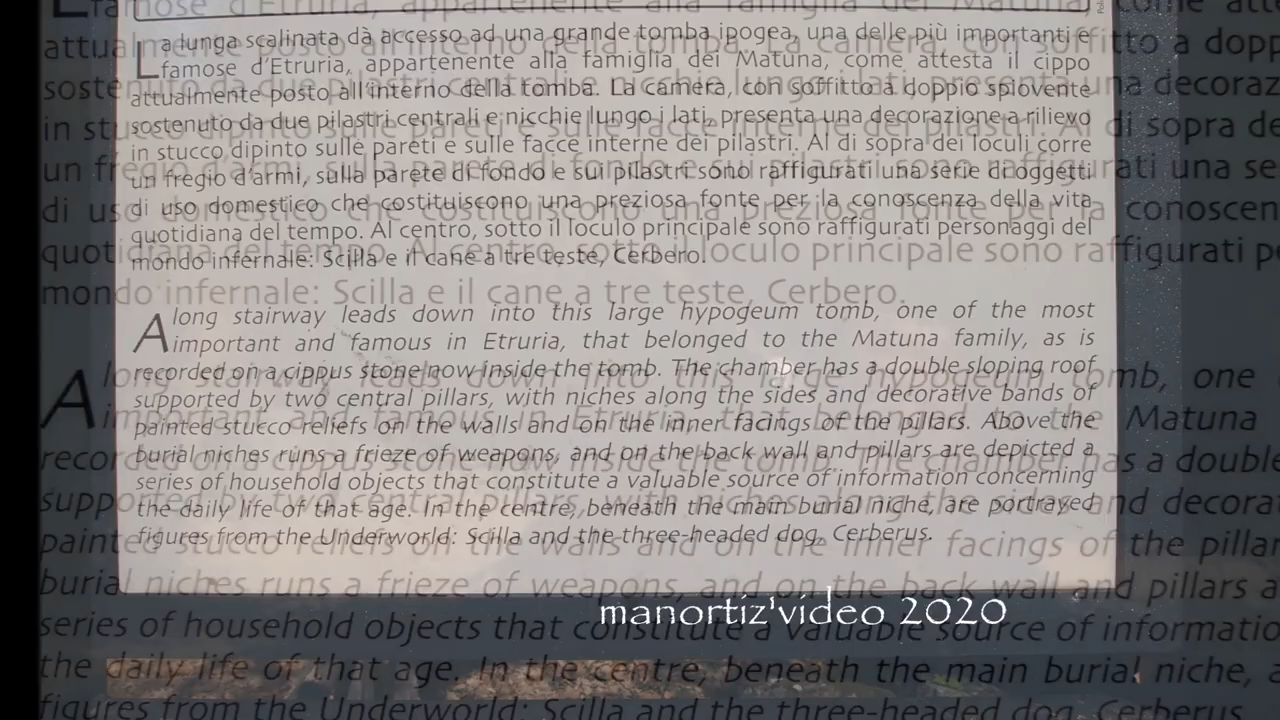 La lunga scalinata dà accesso ad una grande tomba ipogea, una delle più importanti e
famose d'Etruria, appartenente alla famiglia dei Matuna, come attesta il cippo
attualmente posto all'interno della tomba. La camera, con soffitto a doppio spiovente
sostenuto da due pilastri centrali e nicchie lungo i lati, presenta una decorazione a rilievo
in stucco dipinto sulle pareti e sulle facce interne dei pilastri. Al di sopra dei loculi corre
un fregio d'armi, sulla parete di fondo e sui pilastri sono raffigurati una serie di oggetti
di uso domestico che costituiscono una preziosa fonte per la conoscenza della vita
quotidiana del tempo. Al centro, sotto il loculo principale sono raffigurati personaggi del
mondo infernale: Scilla e il cane a tre teste, Cerbero.
A long stairway leads down into this large hypogeum tomb, one of the most
important and famous in Etruria, that belonged to the Matuna family, as is
recorded on a cippus stone now inside the tomb. The chamber has a double sloping roof
supported by two central pillars, with niches along the sides and decorative bands of
painted stucco reliefs on the walls and on the inner facings of the pillars. Above the
burial niches runs a frieze of weapons, and on the back wall and pillars are depicted a
series of household objects that constitute a valuable source of information concerning
the daily life of that age. In the centre, beneath the main burial niche, are portrayed
figures from the Underworld: Scilla and the three-headed dog, Cerberus.
manortiz'video 2020